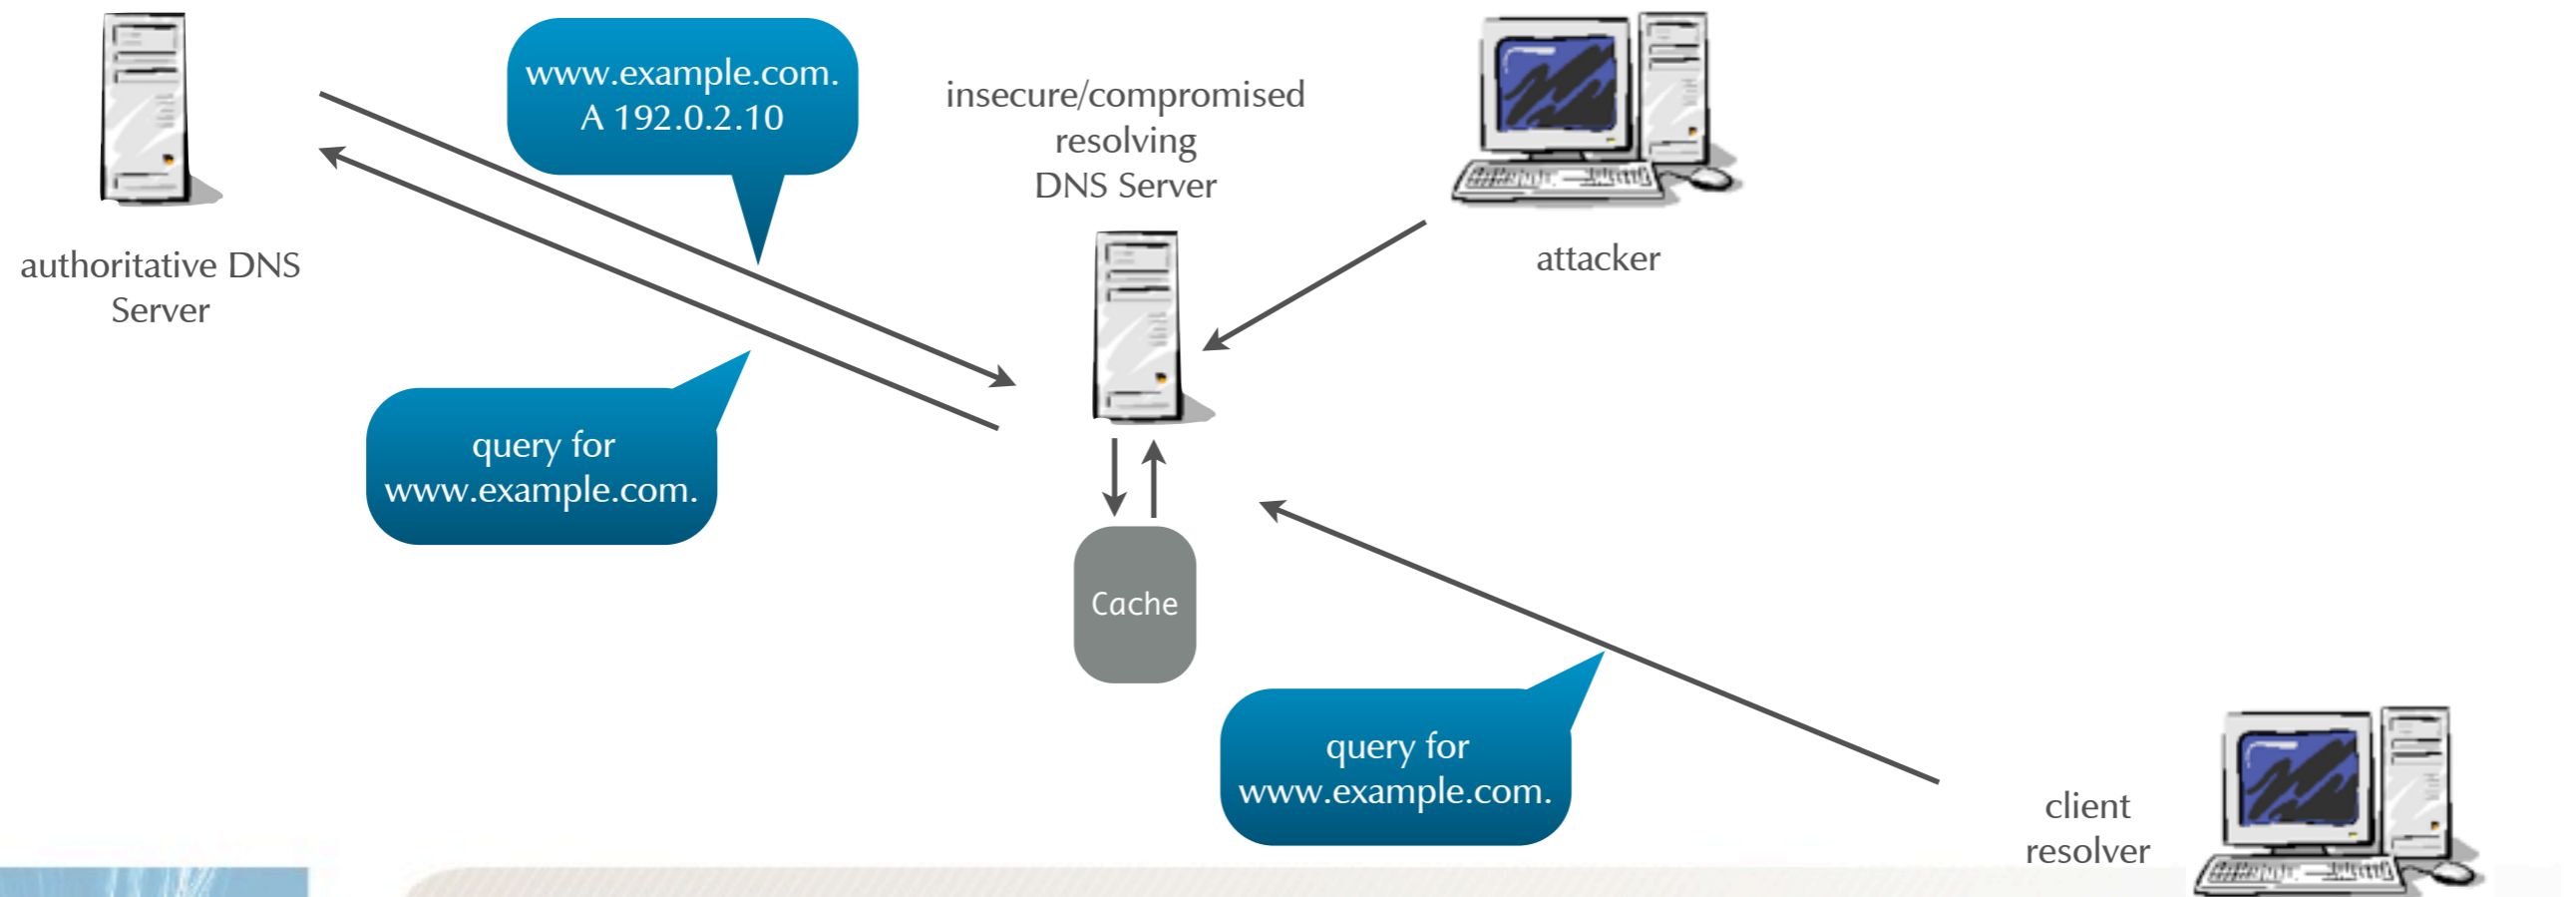 www.example.com.
A 192.0.2.10
insecure/compromised
resolving
DNS Server
authoritative DNS
Server
attacker
query for
www.example.com.
Cache
query for
www.example.com.
client
resolver